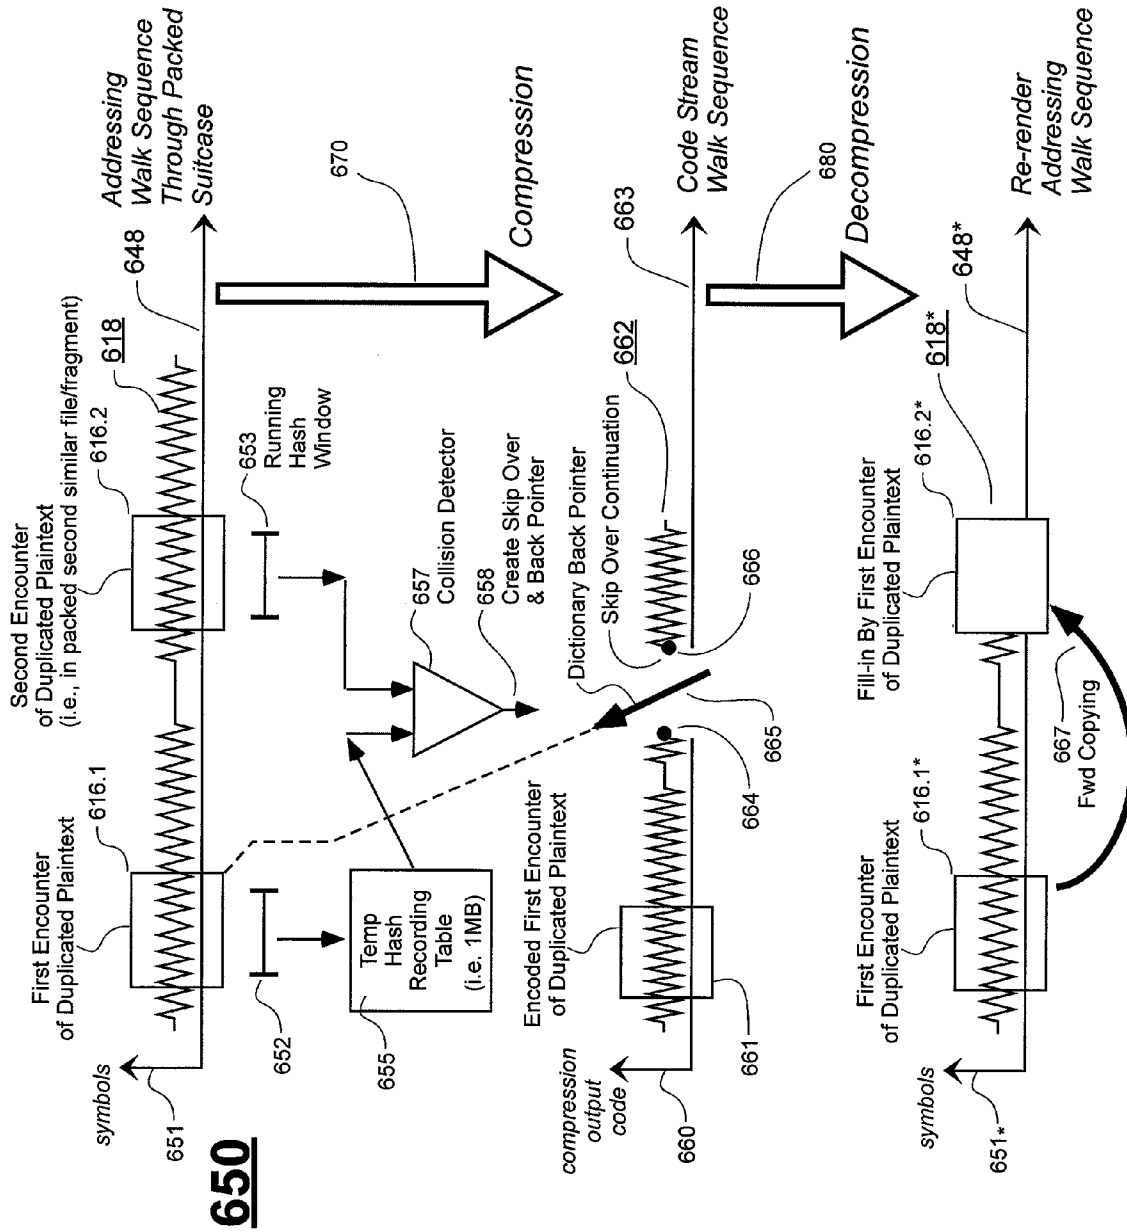 650
symbols
651
First Encounter
of Duplicated Plaintext
616.1
Second Encounter
of Duplicated Plaintext
(i.e., in packed second similar file/fragment)
616.2
618
648
Addressing
Walk Sequence
Through Packed
Suitcase
652
653
Running
Hash
Window
655
Temp
Hash
Recording
Table
(i.e. 1MB)
657
Collision Detector
658
Create Skip Over
& Back Pointer
670
Compression
compression
output
code
660
Encoded First Encounter
of Duplicated Plaintext
661
664
665
666
Dictionary Back Pointer
Skip Over Continuation
662
663
Code Stream
Walk Sequence
680
Decompression
symbols
651*
First Encounter
of Duplicated Plaintext
616.1*
667
Fwd Copying
Fill-in By First Encounter
of Duplicated Plaintext
616.2*
618*
648*
Re-render
Addressing
Walk Sequence